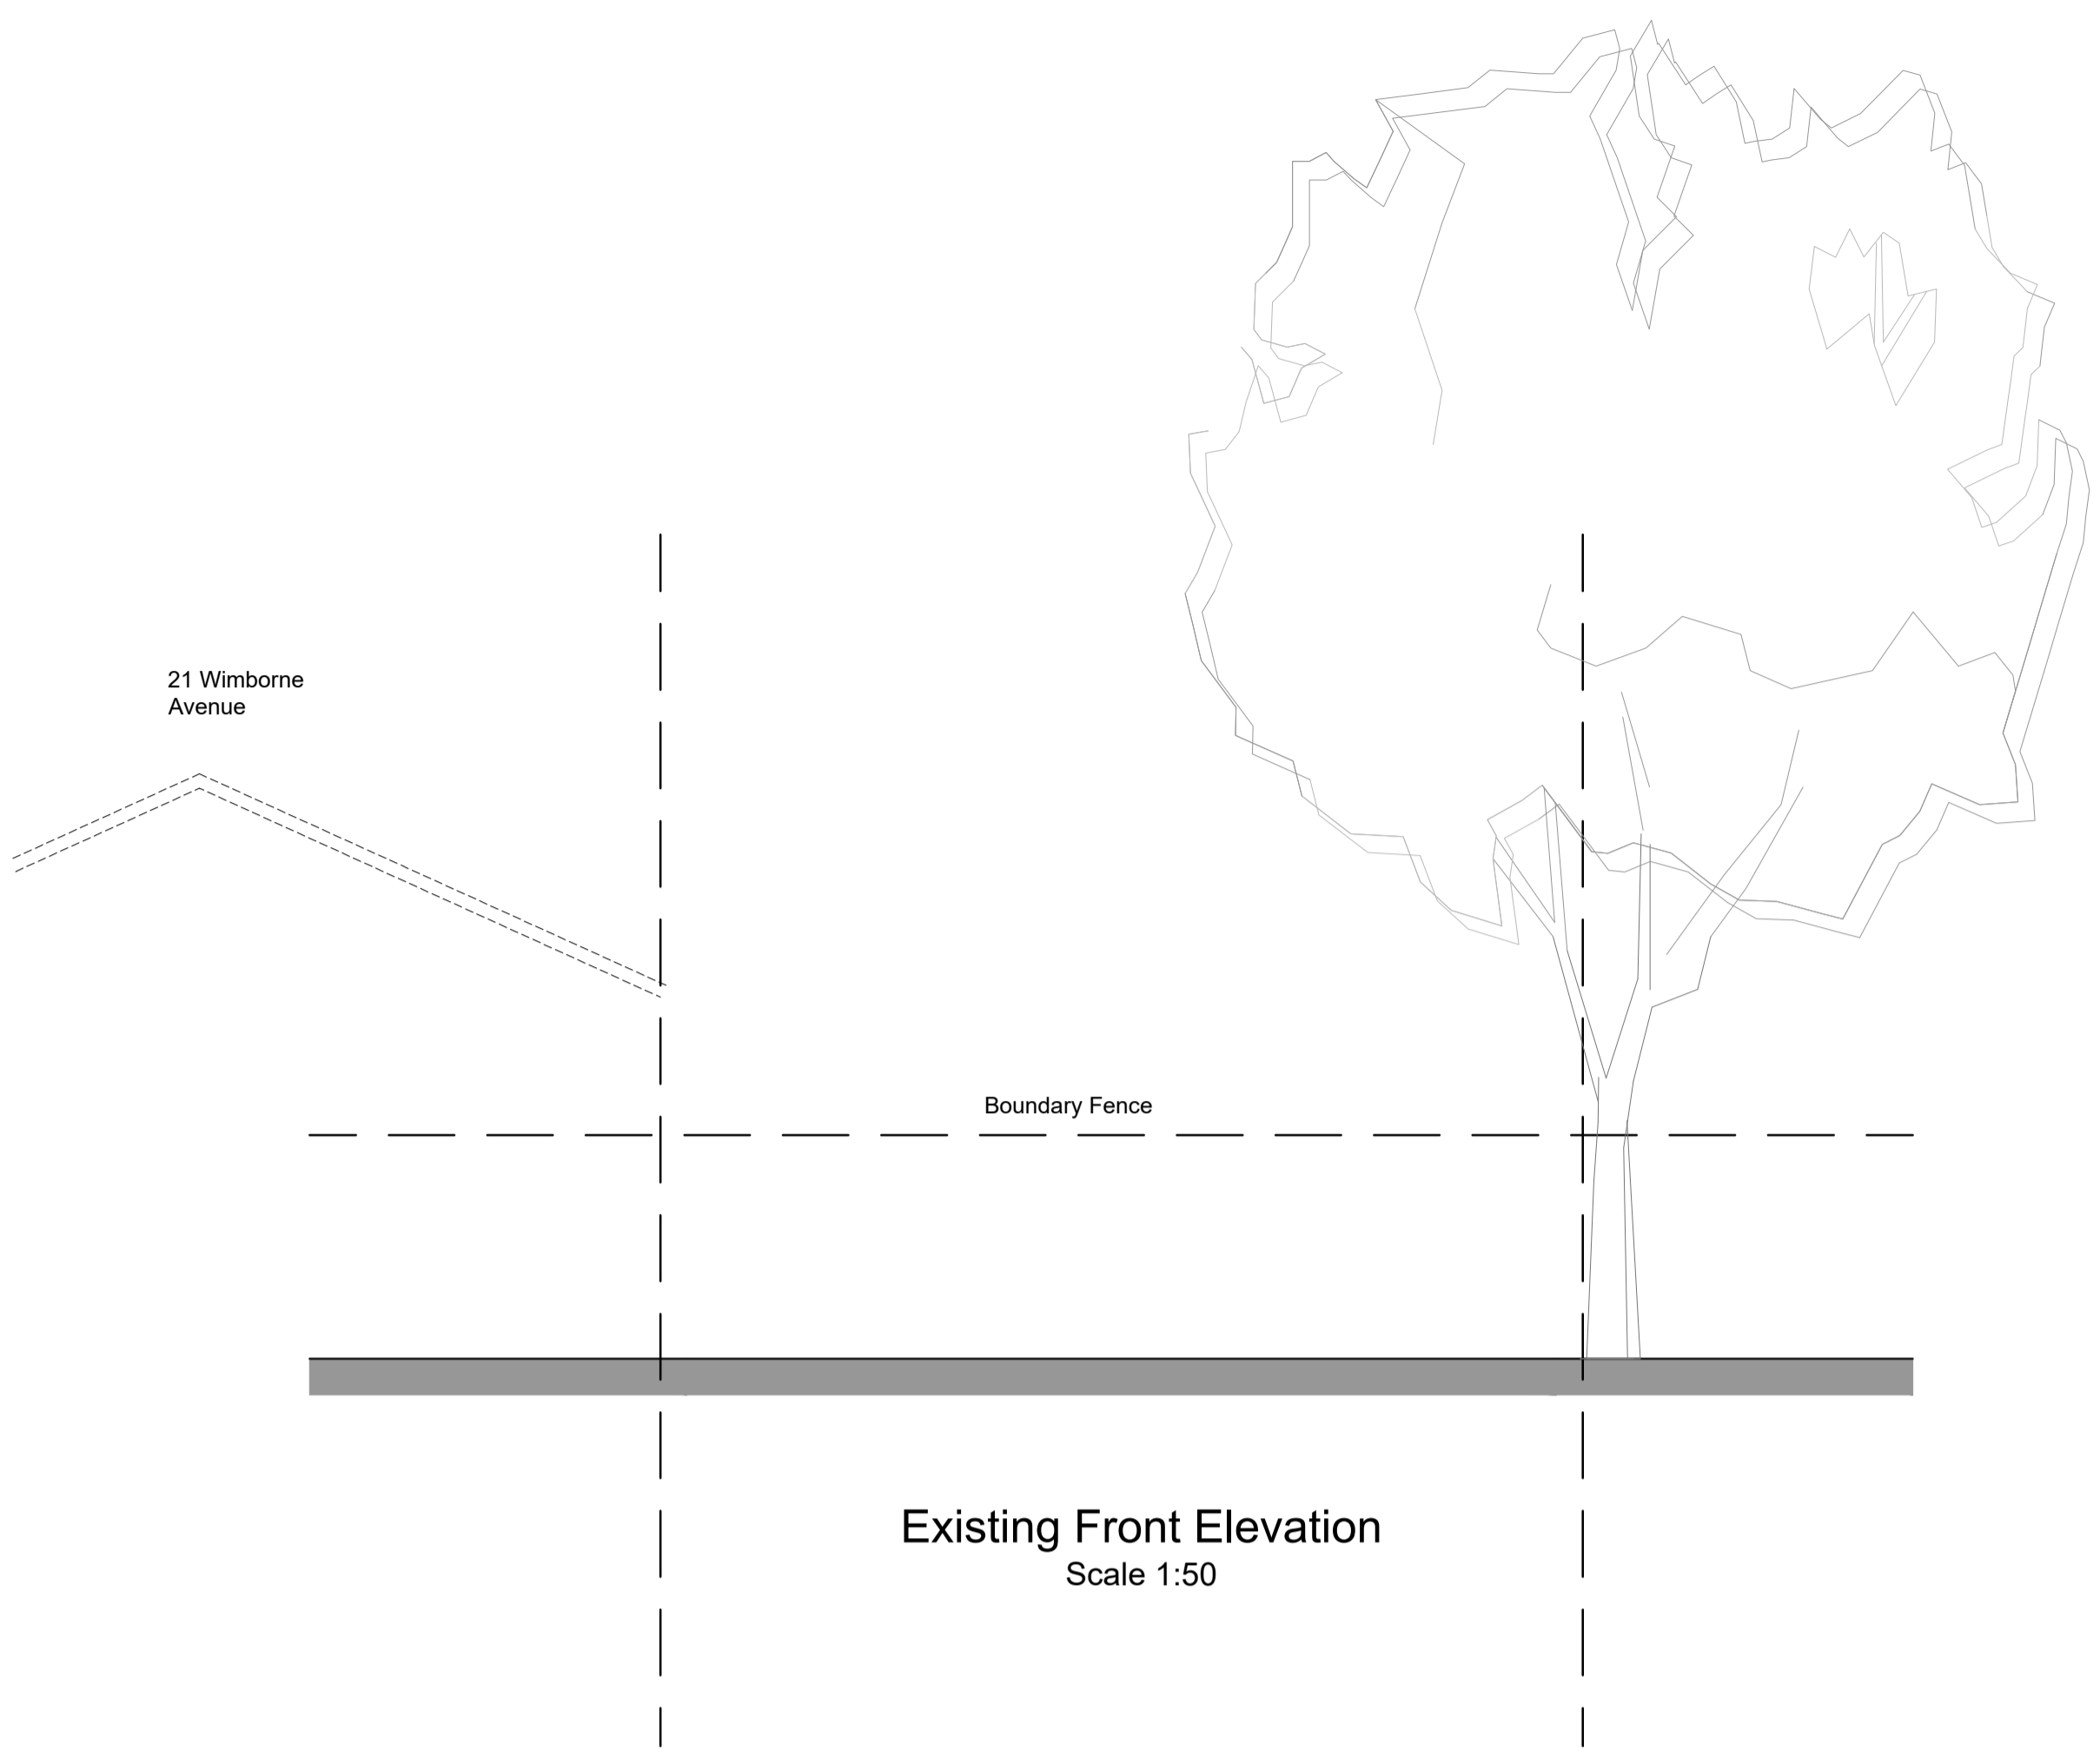 21 Wimborne
Avenue
Boundary Fence
Existing Front Elevation
Scale 1:50